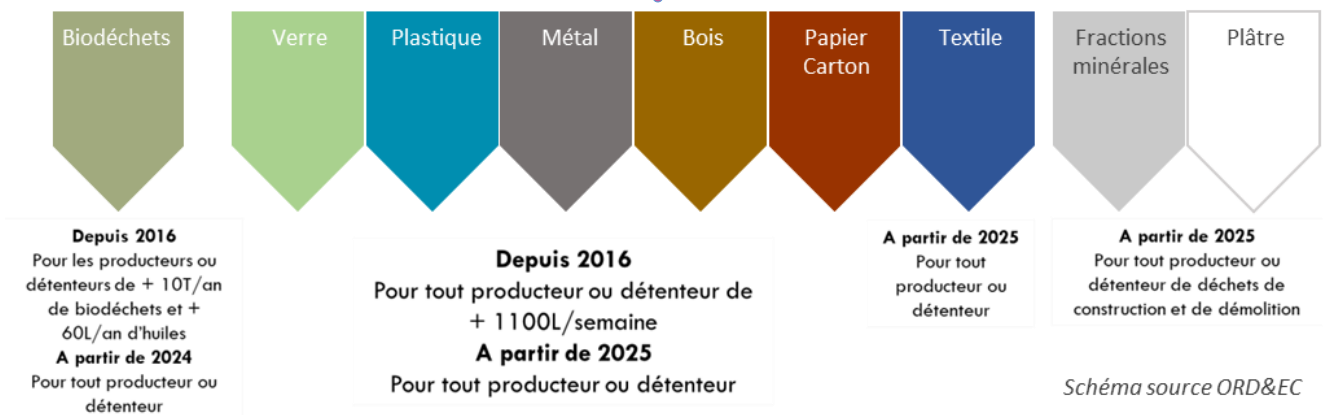 Biodéchets
Verre
Plastique
Métal
Bois
Papier
Carton
Textile
Fractions
minérales
Plâtre
Depuis 2016
Pour les producteurs ou
détenteurs de + 10T/an
de biodéchets et +
60L/an d'huiles
A partir de 2024
Pour tout producteur ou
détenteur
Depuis 2016
Pour tout producteur ou détenteur de
+ 1100L/semaine
A partir de 2025
Pour tout producteur ou détenteur
A partir de 2025
Pour tout
producteur ou
détenteur
A partir de 2025
Pour tout producteur ou
détenteur de déchets de
construction et de démolition
Schéma source ORD&EC